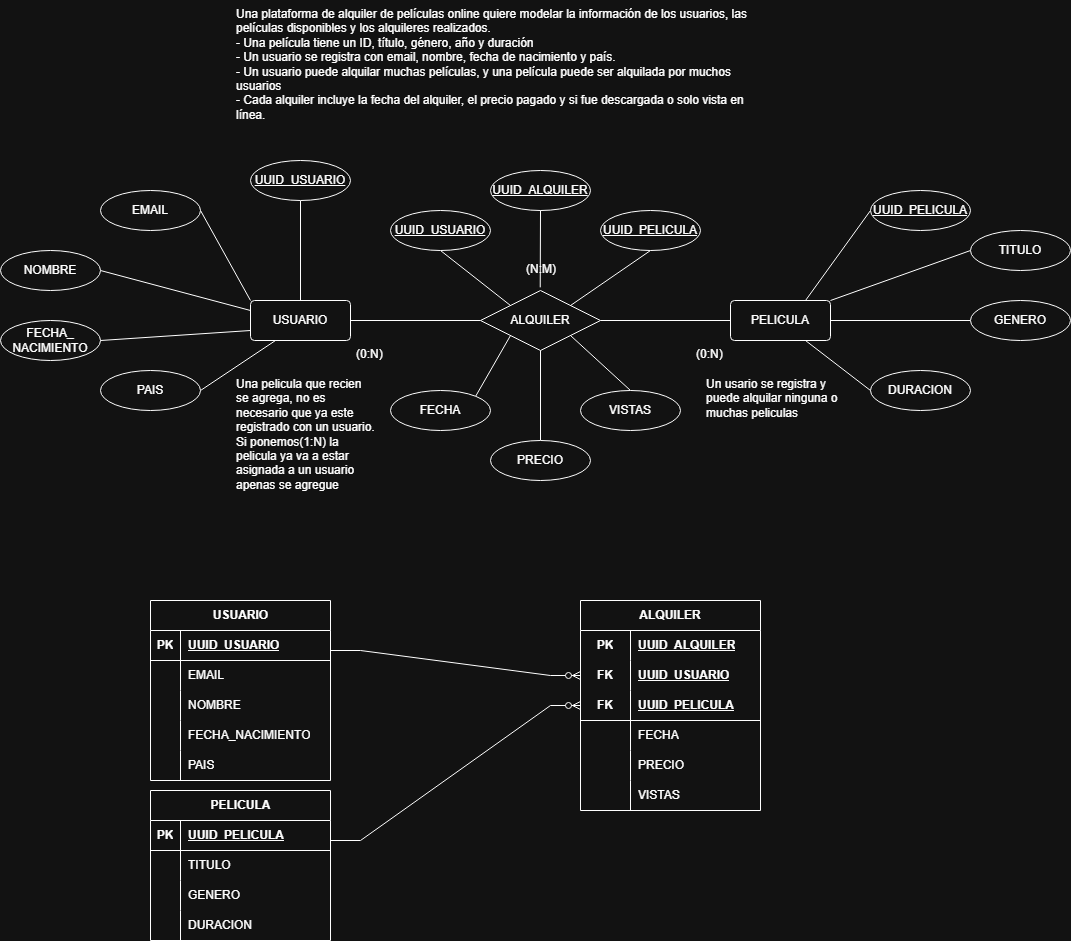 Una plataforma de alquiler de películas online quiere modelar la información de los usuarios, las
películas disponibles y los alquileres realizados.
- Una película tiene un ID, título, género, año y duración
- Un usuario se registra con email, nombre, fecha de nacimiento y país.
- Un usuario puede alquilar muchas películas, y una película puede ser alquilada por muchos
usuarios
- Cada alquiler incluye la fecha del alquiler, el precio pagado y si fue descargada o solo vista en
línea.
UUID_USUARIO
UUID_ALQUILER
EMAIL
UUID_PELICULA
UUID_USUARIO
UUID_PELICULA
TITULO
NOMBRE
(N:M)
USUARIO
ALQUILER
PELICULA
GENERO
FECHA_
NACIMIENTO
(0:N)
(0:N)
PAIS
Una pelicula que recien
se agrega, no es
necesario que ya este
registrado con un usuario.
Si ponemos(1:N) la
pelicula ya va a estar
asignada a un usuario
apenas se agregue
FECHA
VISTAS
PRECIO
Un usario se registra y
puede alquilar ninguna o
muchas peliculas
DURACION
USUARIO
PK UUID_USUARIO
EMAIL
NOMBRE
FECHA_NACIMIENTO
PAIS
ALQUILER
PK UUID_ALQUILER
FK UUID_USUARIO
FK UUID_PELICULA
FECHA
PRECIO
VISTAS
PELICULA
PK UUID_PELICULA
TITULO
GENERO
DURACION